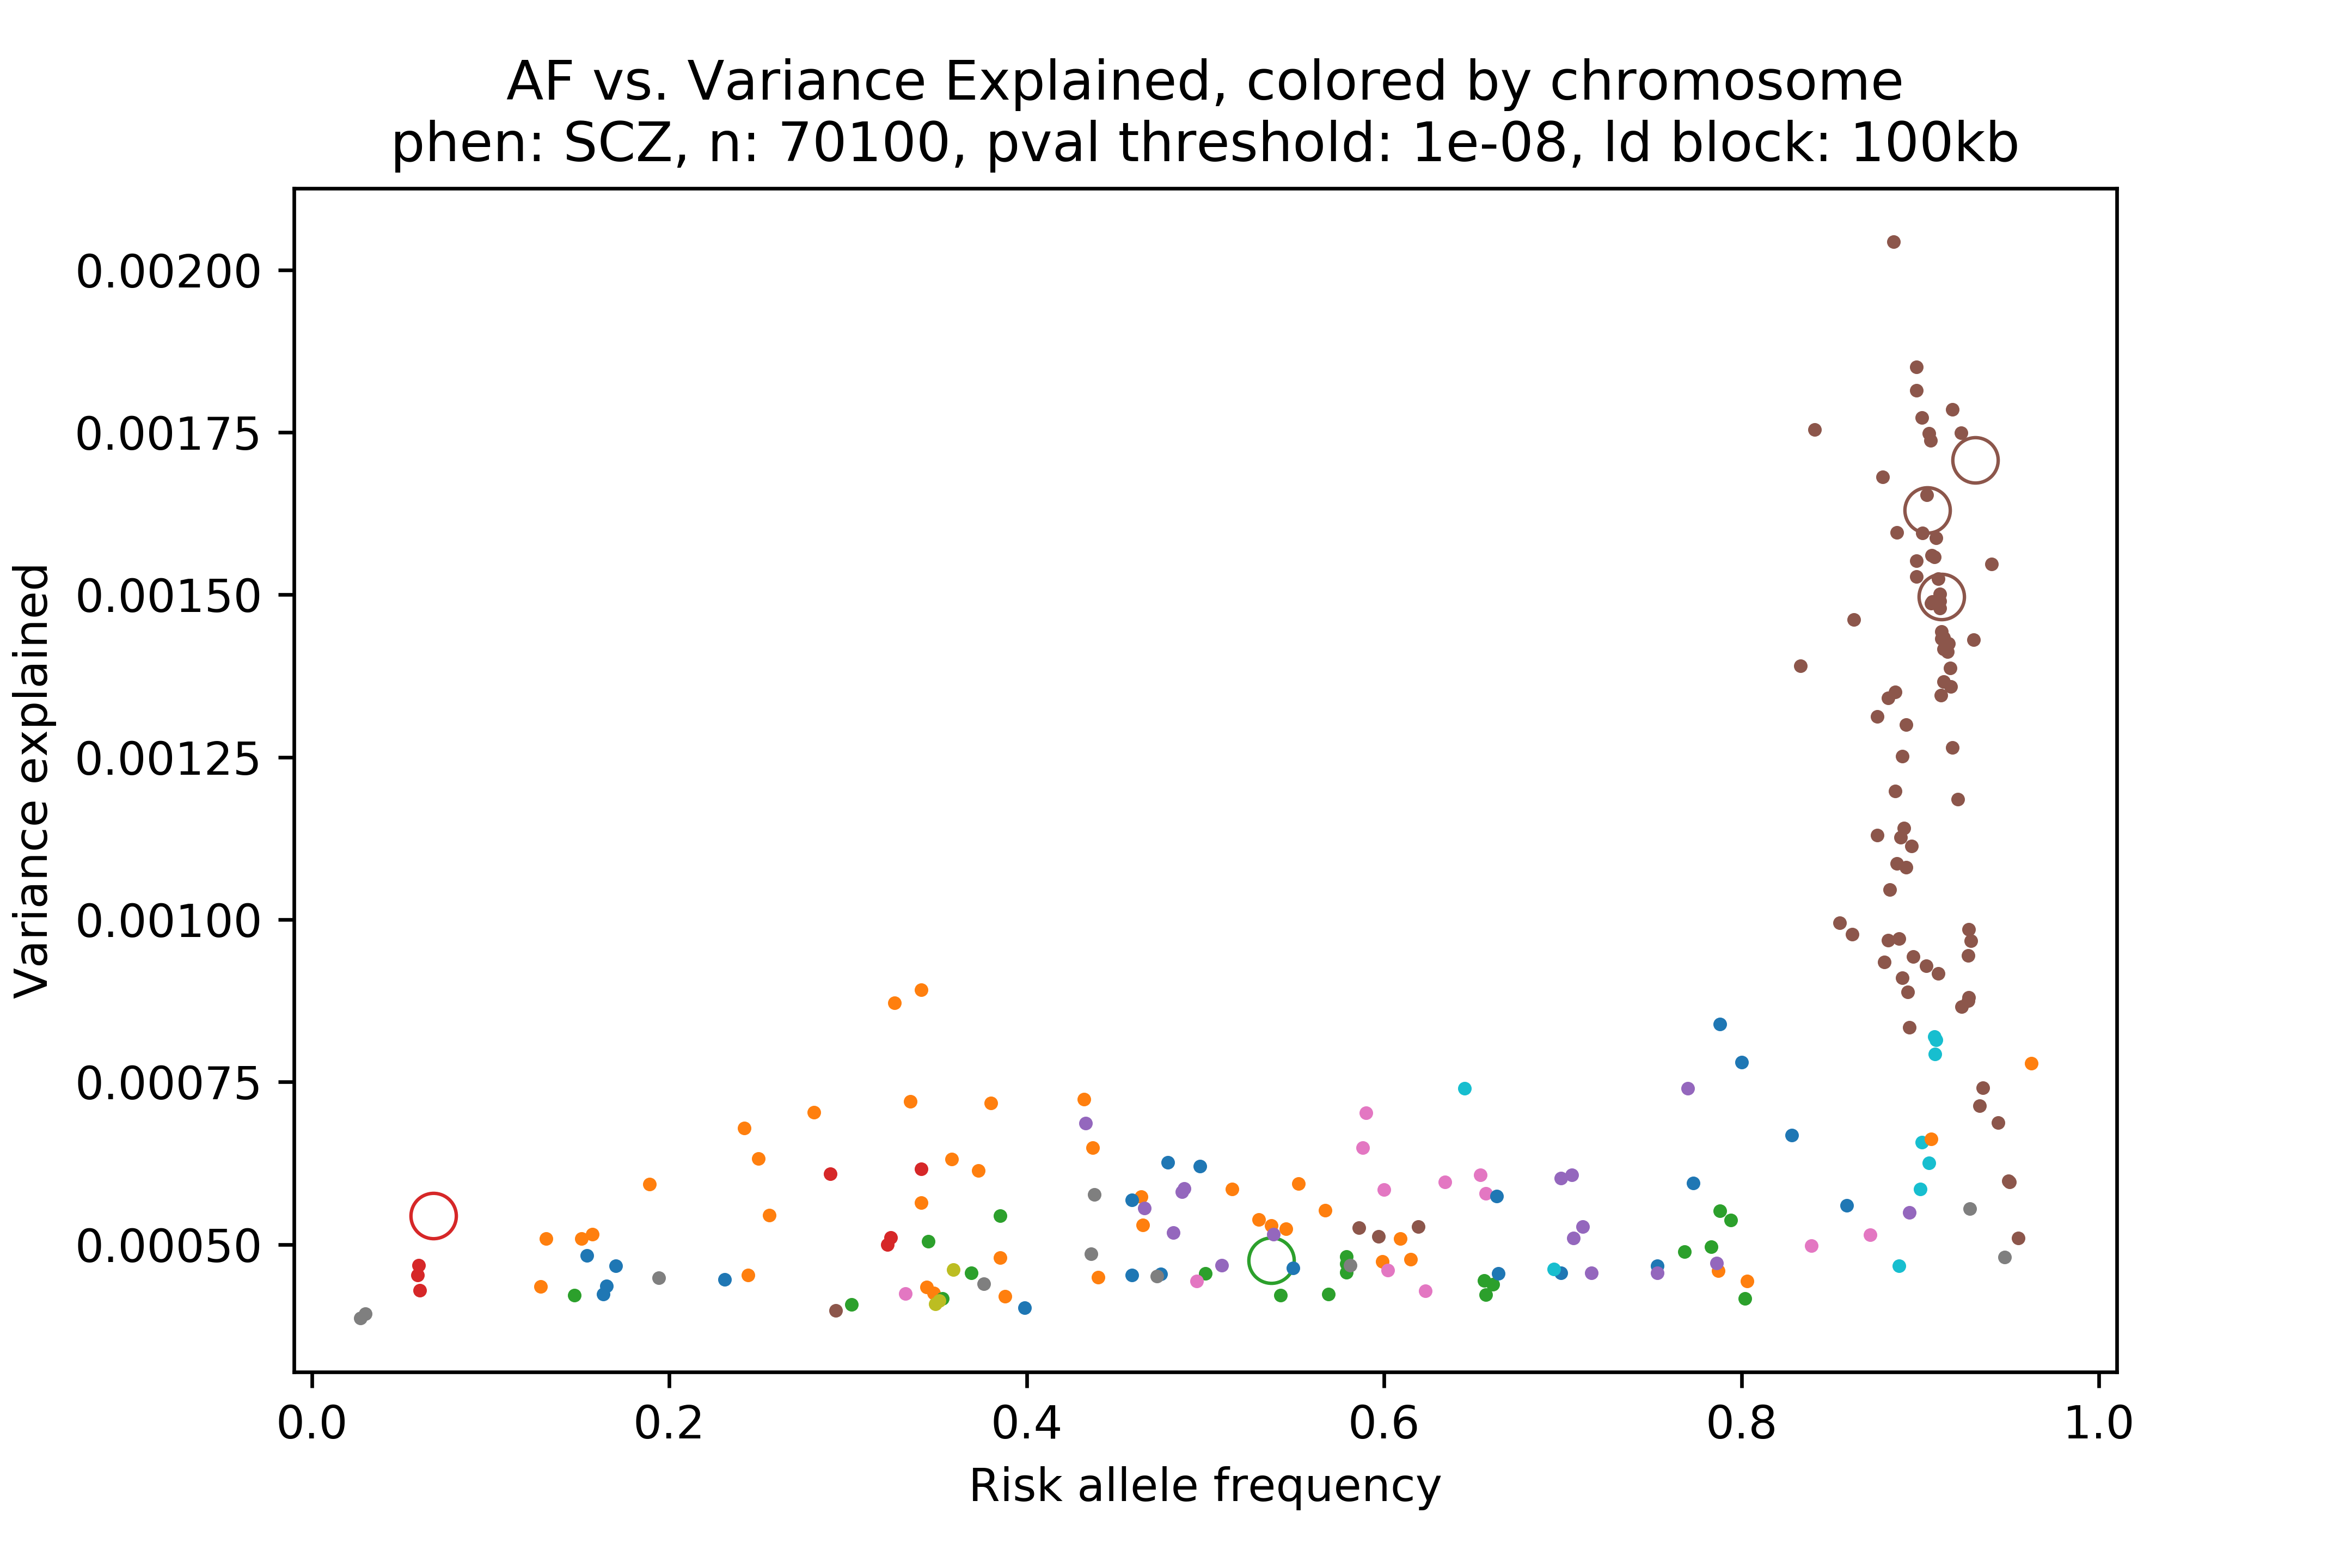 AF vs. Variance Explained, colored by chromosome
phen: SCZ, n: 70100, pval threshold: 1e-08, ld block: 100kb
Variance explained
0.00200
0.00175
0.00150
0.00125
0.00100
0.00075
0.00050
0.0 0.2 0.4 0.6 0.8 1.0
Risk allele frequency